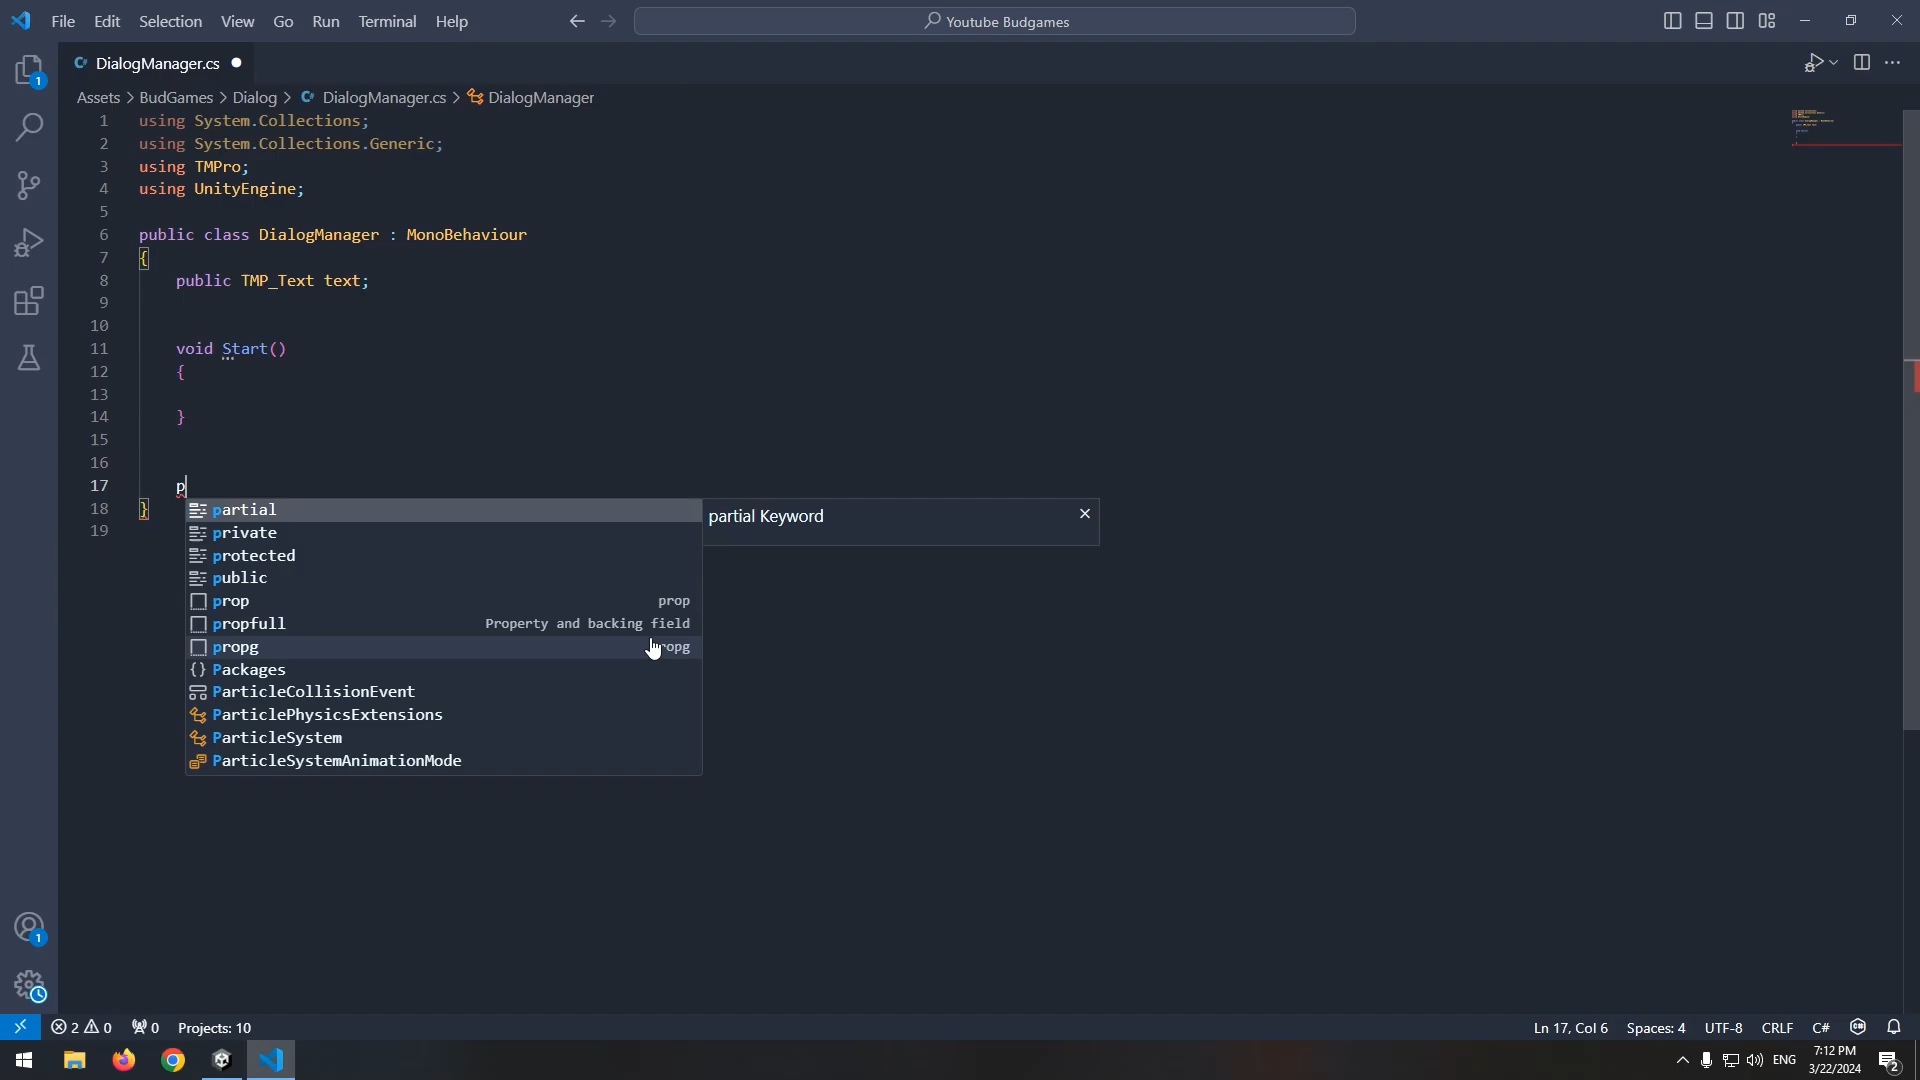 File Edit Selection View Go Run Terminal Help
Youtube Budgames
DialogManager.cs
Assets > BudGames > Dialog > DialogManager.cs > DialogManager
1 using System.Collections;
2 using System.Collections.Generic;
3 using TMPro;
4 using UnityEngine;
5
6 public class DialogManager : MonoBehaviour
7 {
8 public TMP_Text text;
9
10
11 void Start()
12 {
13
14 }
15
16
17 p
18 }
19
partial
private
protected
public
prop prop
propfull Property and backing field
propg
Packages
ParticleCollisionEvent
ParticlePhysicsExtensions
ParticleSystem
ParticleSystemAnimationMode
partial Keyword
1
1
2 0 0 Projects: 10
Ln 17, Col 6 Spaces: 4 UTF-8 CRLF C#
ENG
7:12 PM
3/22/2024
2